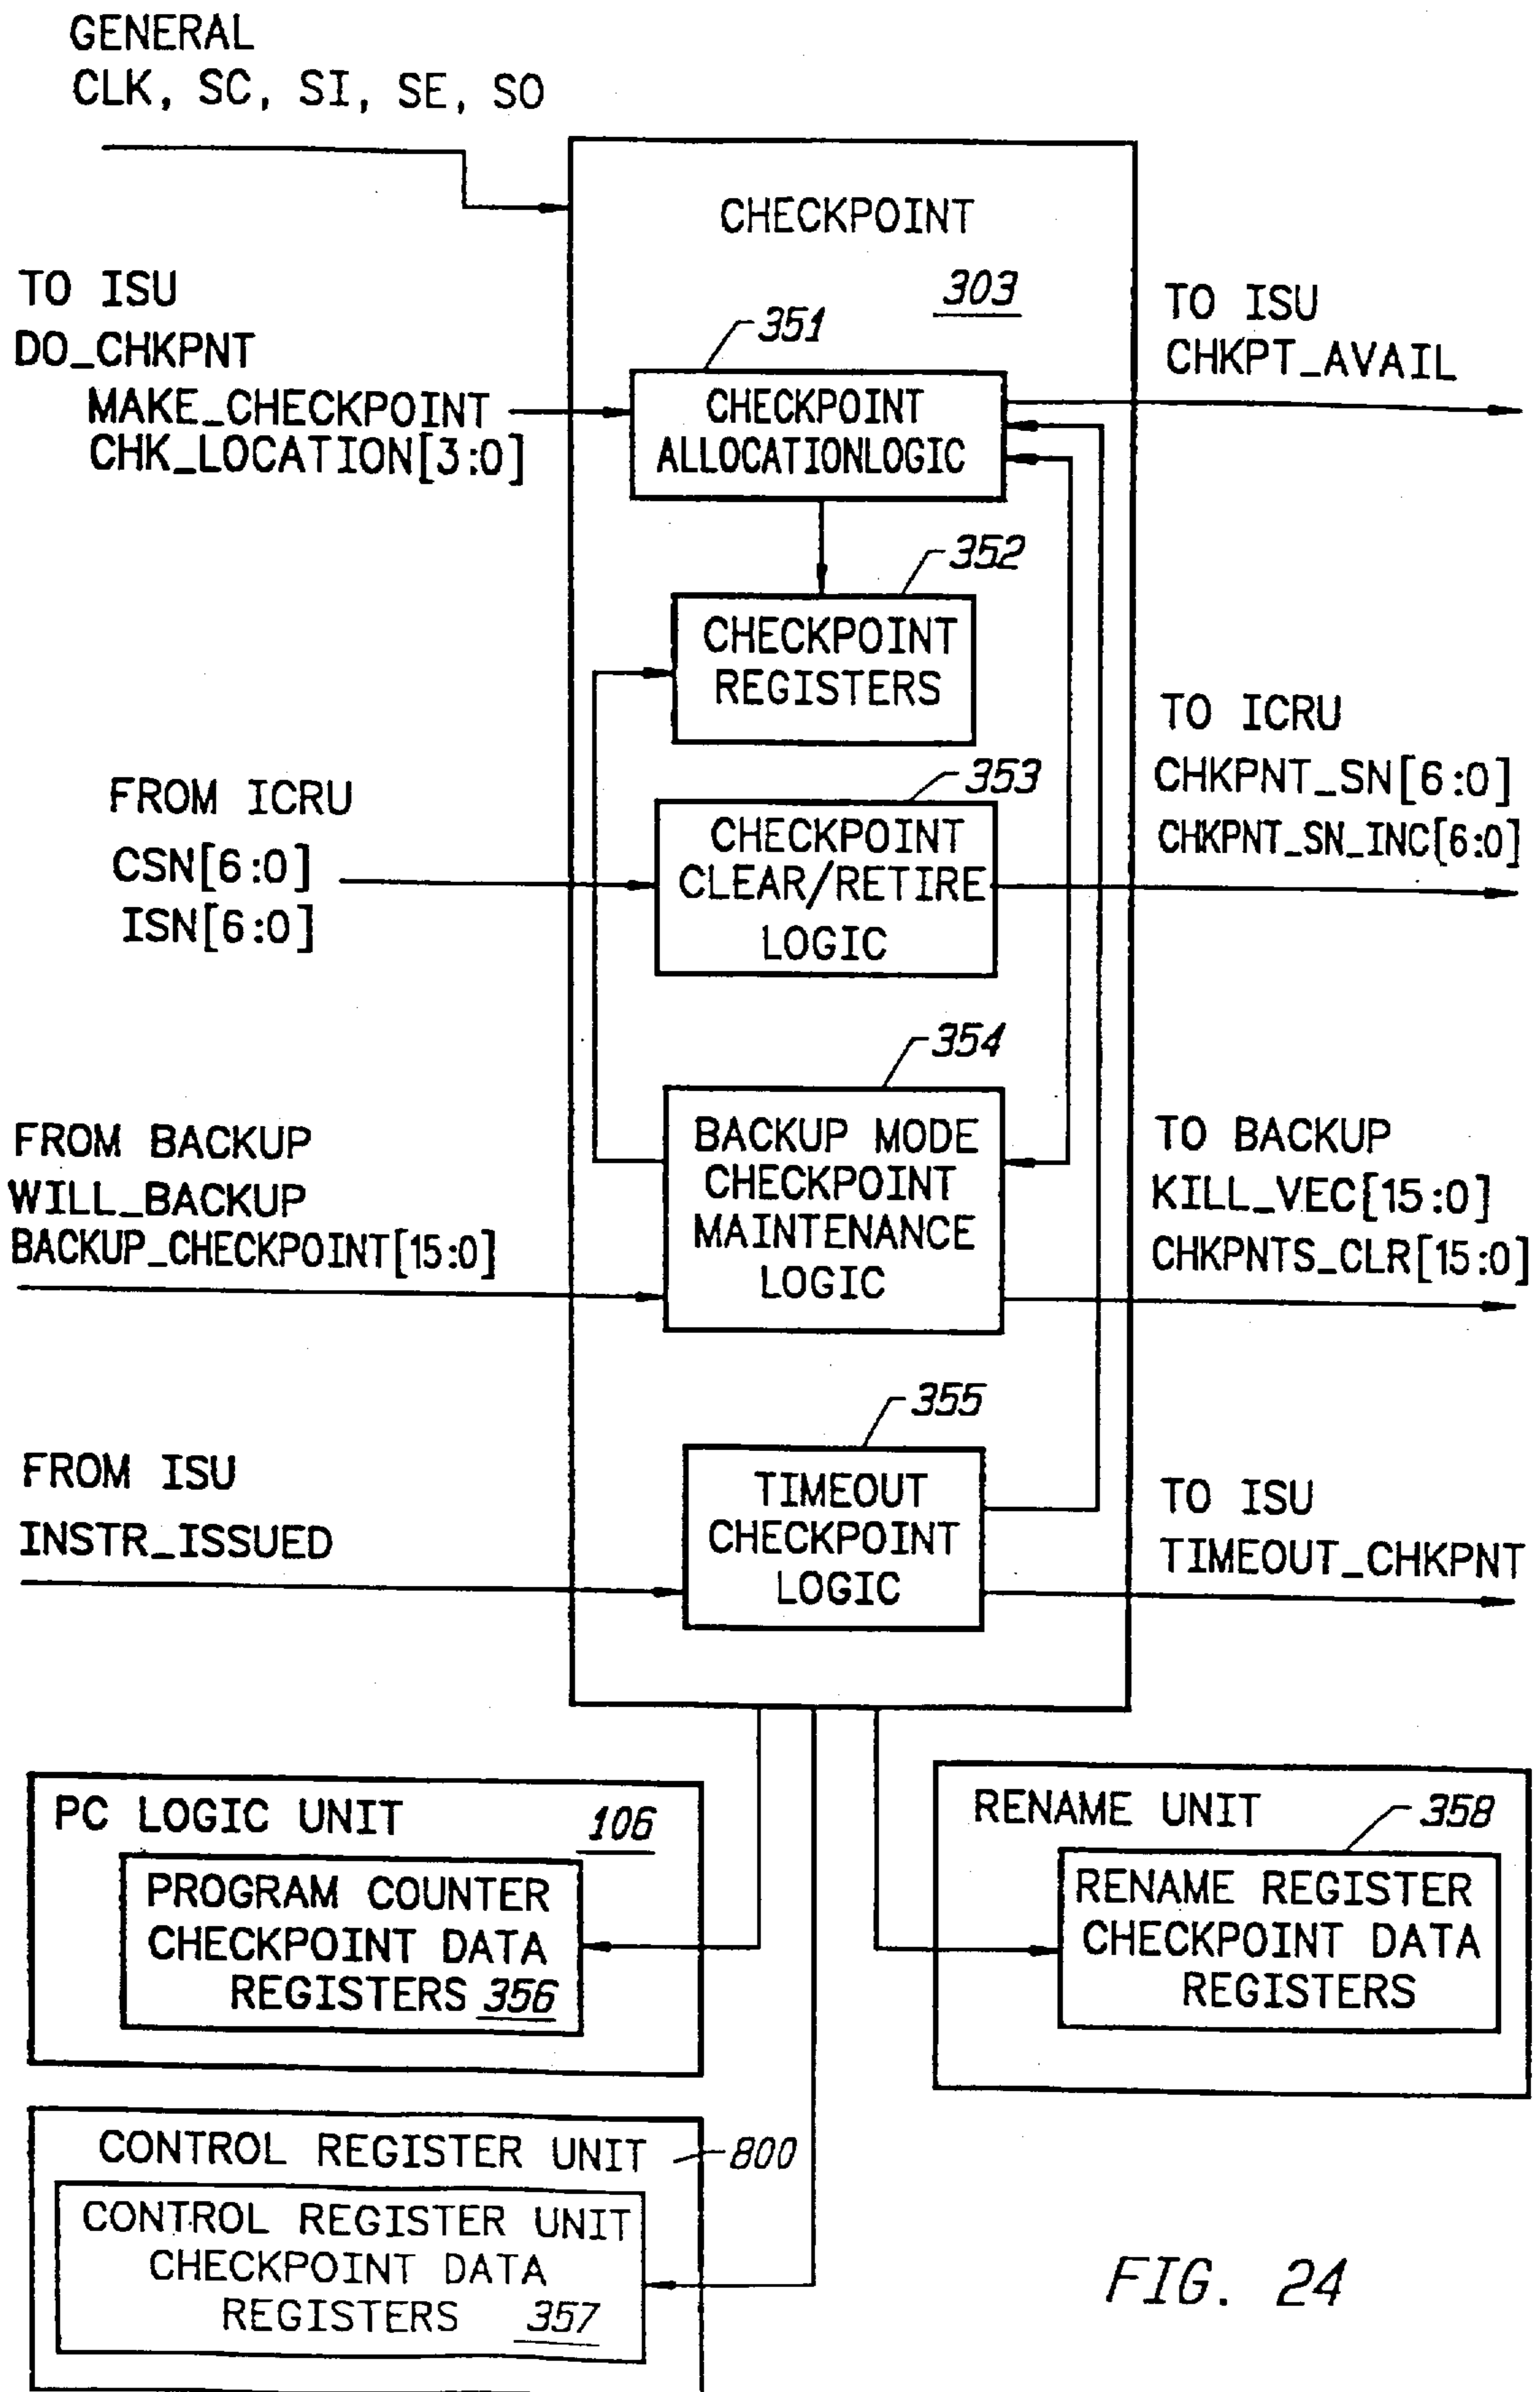 GENERAL
CLK, SC, SI, SE, SO
CHECKPOINT
303
TO ISU
DO_CHKPNT
MAKE_CHECKPOINT
CHK_LOCATION[3:0]
351
CHECKPOINT
ALLOCATIONLOGIC
TO ISU
CHKPT_AVAIL
352
CHECKPOINT
REGISTERS
FROM ICRU
CSN[6:0]
ISN[6:0]
353
CHECKPOINT
CLEAR/RETIRE
LOGIC
TO ICRU
CHKPNT_SN[6:0]
CHKPNT_SN_INC[6:0]
354
FROM BACKUP
WILL_BACKUP
BACKUP_CHECKPOINT[15:0]
BACKUP MODE
CHECKPOINT
MAINTENANCE
LOGIC
TO BACKUP
KILL_VEC[15:0]
CHKPNTS_CLR[15:0]
355
FROM ISU
INSTR_ISSUED
TIMEOUT
CHECKPOINT
LOGIC
TO ISU
TIMEOUT_CHKPNT
PC LOGIC UNIT
106
PROGRAM COUNTER
CHECKPOINT DATA
REGISTERS 356
RENAME UNIT
358
RENAME REGISTER
CHECKPOINT DATA
REGISTERS
CONTROL REGISTER UNIT
800
CONTROL REGISTER UNIT
CHECKPOINT DATA
REGISTERS 357
FIG. 24